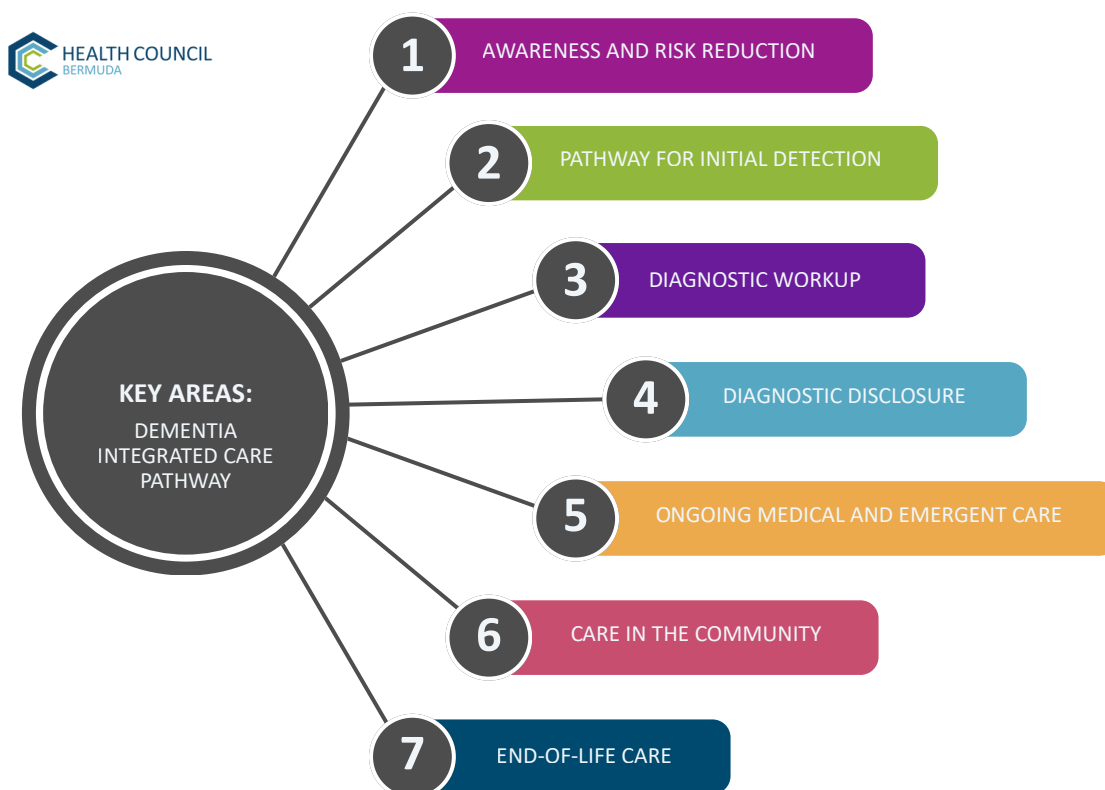 HEALTH COUNCIL
BERMUDA
1
AWARENESS AND RISK REDUCTION
2
PATHWAY FOR INITIAL DETECTION
3
DIAGNOSTIC WORKUP
KEY AREAS:
DEMENTIA
INTEGRATED CARE
PATHWAY
4
DIAGNOSTIC DISCLOSURE
5
ONGOING MEDICAL AND EMERGENT CARE
6
CARE IN THE COMMUNITY
7
END-OF-LIFE CARE